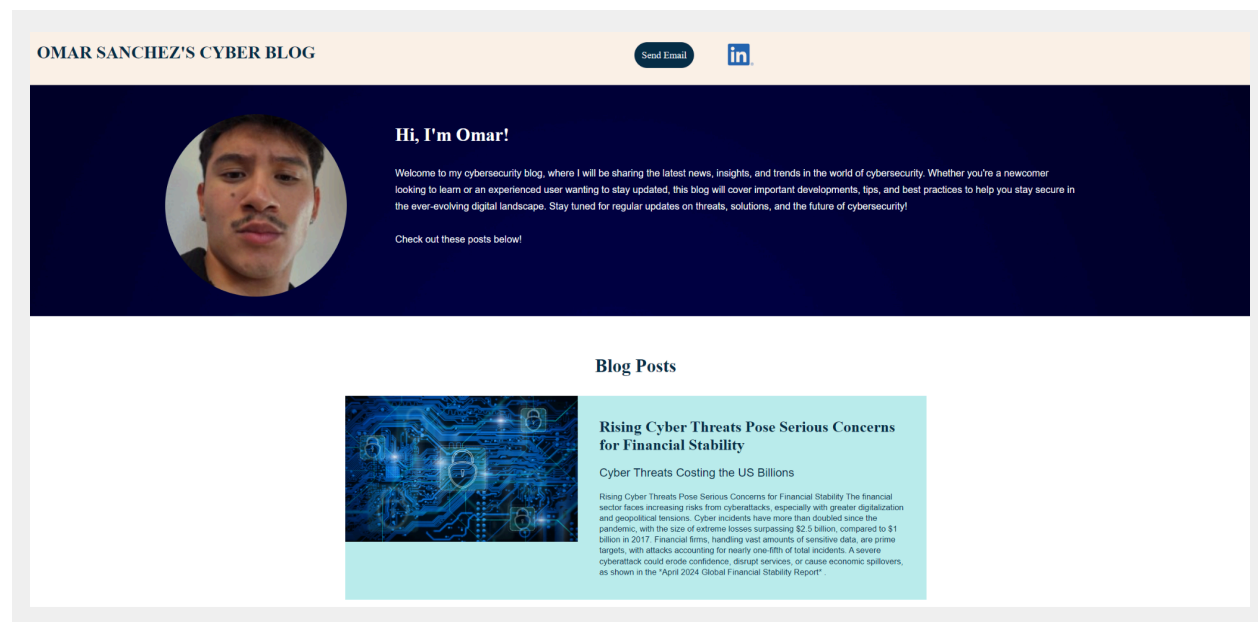 OMAR SANCHEZ'S CYBER BLOG
Send Email
in
Hi, I'm Omar!
Welcome to my cybersecurity blog, where I will be sharing the latest news, insights, and trends in the world of cybersecurity. Whether you're a newcomer
looking to learn or an experienced user wanting to stay updated, this blog will cover important developments, tips, and best practices to help you stay secure in
the ever-evolving digital landscape. Stay tuned for regular updates on threats, solutions, and the future of cybersecurity!
Check out these posts below!
Blog Posts
Rising Cyber Threats Pose Serious Concerns
for Financial Stability
Cyber Threats Costing the US Billions
Rising Cyber Threats Pose Serious Concerns for Financial Stability The financial
sector faces increasing risks from cyberattacks, especially with greater digitalization
and geopolitical tensions. Cyber incidents have more than doubled since the
pandemic, with the size of extreme losses surpassing $2.5 billion, compared to $1
billion in 2017. Financial firms, handling vast amounts of sensitive data, are prime
targets, with attacks accounting for nearly one-fifth of total incidents. A severe
cyberattack could erode confidence, disrupt services, or cause economic spillovers,
as shown in the "April 2024 Global Financial Stability Report" .